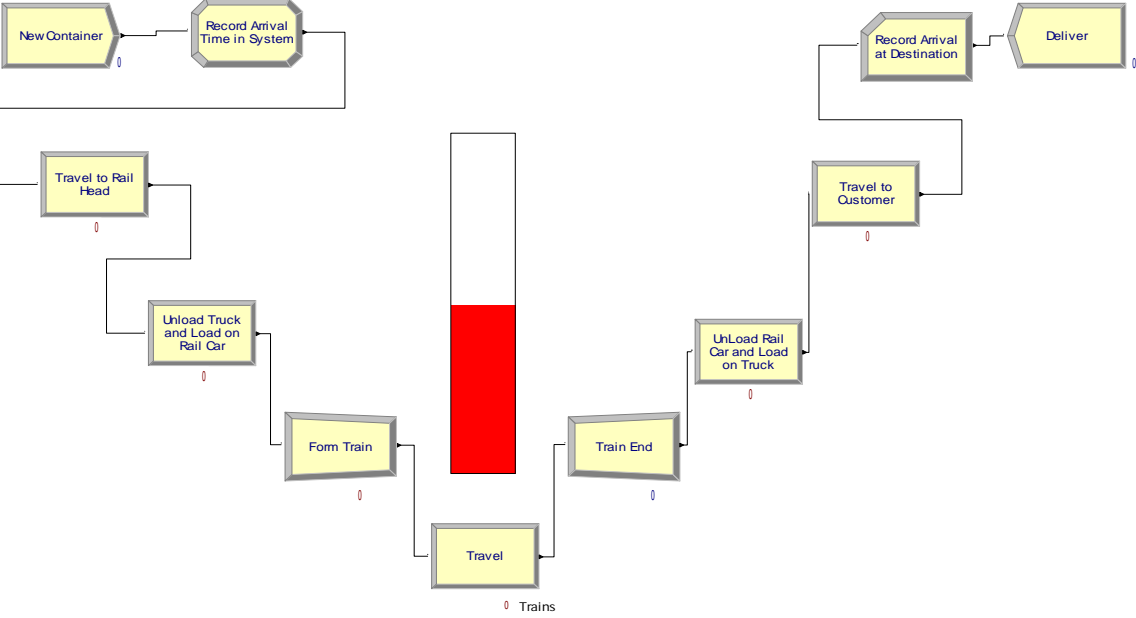 New Container
0
Record Arrival
Time in System
Record Arrival
at Destination
Deliver
0
Travel to Rail
Head
0
Travel to
Customer
0
Unload Truck
and Load on
Rail Car
0
UnLoad Rail
Car and Load
on Truck
0
Form Train
0
Train End
0
Travel
0 Trains